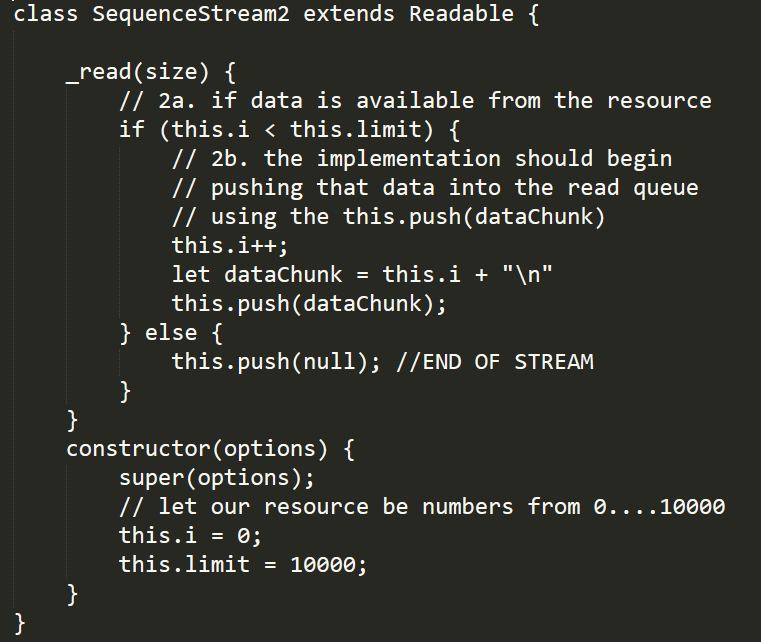 class SequenceStream2 extends Readable {
_read(size) {
// 2a. if data is available from the resource
if (this.i < this.limit) {
// 2b. the implementation should begin
// pushing that data into the read queue
// using the this.push(dataChunk)
this.i++;
let dataChunk = this.i + "\n"
this.push(dataChunk);
} else {
this.push(null); //END OF STREAM
}
}
constructor(options) {
super(options);
// let our resource be numbers from 0....10000
this.i = 0;
this.limit = 10000;
}
}